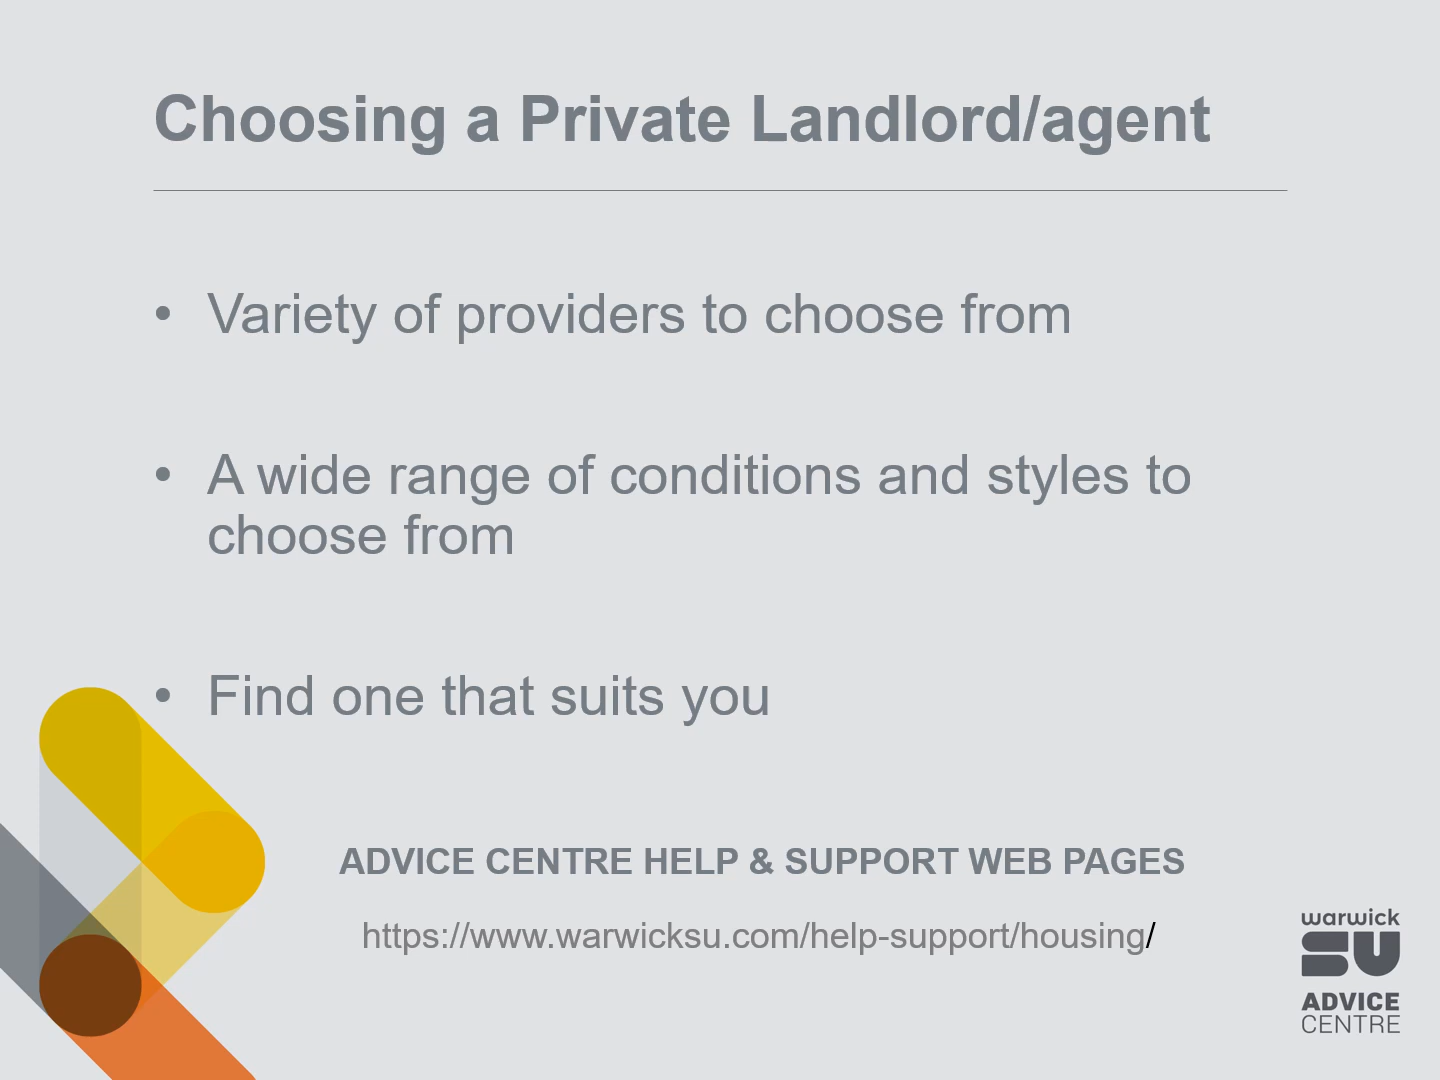 Choosing a Private Landlord/agent
• Variety of providers to choose from
• A wide range of conditions and styles to
choose from
• Find one that suits you
ADVICE CENTRE HELP & SUPPORT WEB PAGES
https://www.warwicksu.com/help-support/housing/
warwick
SU
ADVICE
CENTRE